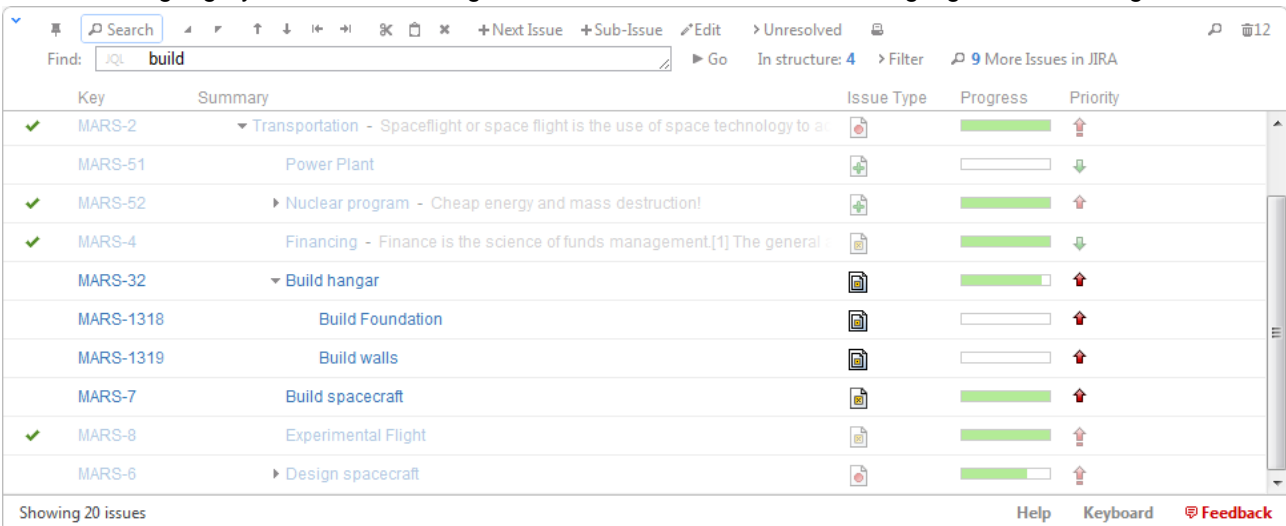 Search +Next Issue +Sub-Issue Edit >Unresolved 12
Find: JQL build Go In structure: 4 >Filter 9 More Issues in JIRA
Key Summary Issue Type Progress Priority
MARS-2 Transportation - Spaceflight or space flight is the use of space technology to
MARS-51 Power Plant
MARS-52 Nuclear program - Cheap energy and mass destruction!
MARS-4 Financing - Finance is the science of funds management.[1] The general
MARS-32 Build hangar
MARS-1318 Build Foundation
MARS-1319 Build walls
MARS-7 Build spacecraft
MARS-8 Experimental Flight
MARS-6 Design spacecraft
Showing 20 issues Help Keyboard Feedback